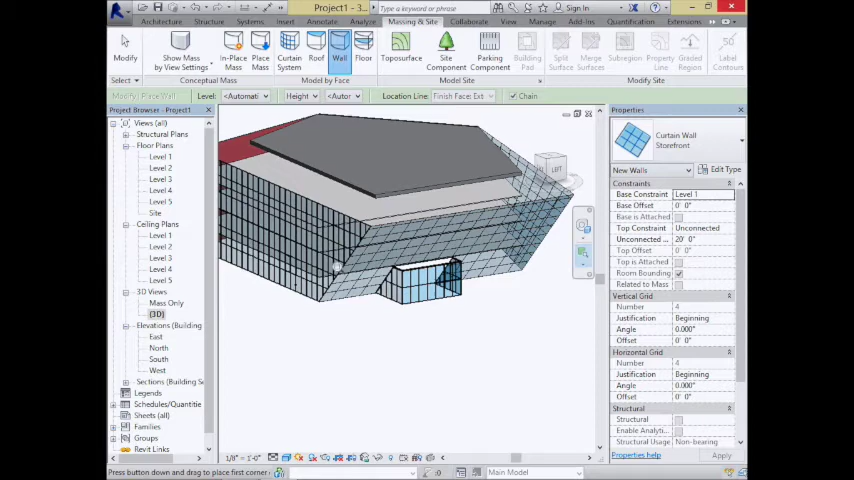 Project1 - 3...
Type a keyword or phrase
Sign In
Architecture Structure Systems Insert Annotate Analyze Massing & Site Collaborate View Manage Add-Ins Quantification Extensions
Modify
Show Mass
by View Settings
In-Place
Mass
Place
Mass
Curtain
System
Roof
Wall
Floor
Toposurface
Site
Component
Parking
Component
Building
Pad
Split
Surface
Merge
Surfaces
Property
Line
Graded
Region
Label
Contours
Select
Conceptual Mass
Model by Face
Model Site
Modify Site
Modify | Place Wall
Level: <Automati
Height
<Autor
Location Line: Finish Face: Ext
Chain
Project Browser - Project1
Views (all)
Structural Plans
Floor Plans
Level 1
Level 2
Level 3
Level 4
Level 5
Site
Ceiling Plans
Level 1
Level 2
Level 3
Level 4
Level 5
3D Views
Mass Only
{3D}
Elevations (Building
East
North
South
West
Sections (Building Se
Legends
Schedules/Quantitie
Sheets (all)
Families
Groups
Revit Links
LEFT
Properties
Curtain Wall
Storefront
New Walls
Edit Type
Constraints
Base Constraint Level 1
Base Offset 0' 0"
Base is Attached
Top Constraint Unconnected
Unconnected ... 20' 0"
Top Offset 0' 0"
Top is Attached
Room Bounding
Related to Mass
Vertical Grid
Number 4
Justification Beginning
Angle 0.000°
Offset 0' 0"
Horizontal Grid
Number 4
Justification Beginning
Angle 0.000°
Offset 0' 0"
Structural
Structural
Enable Analyti...
Structural Usage Non-bearing
Properties help
Apply
1/8" = 1'-0"
Press button down and drag to place first corner
:0
Main Model